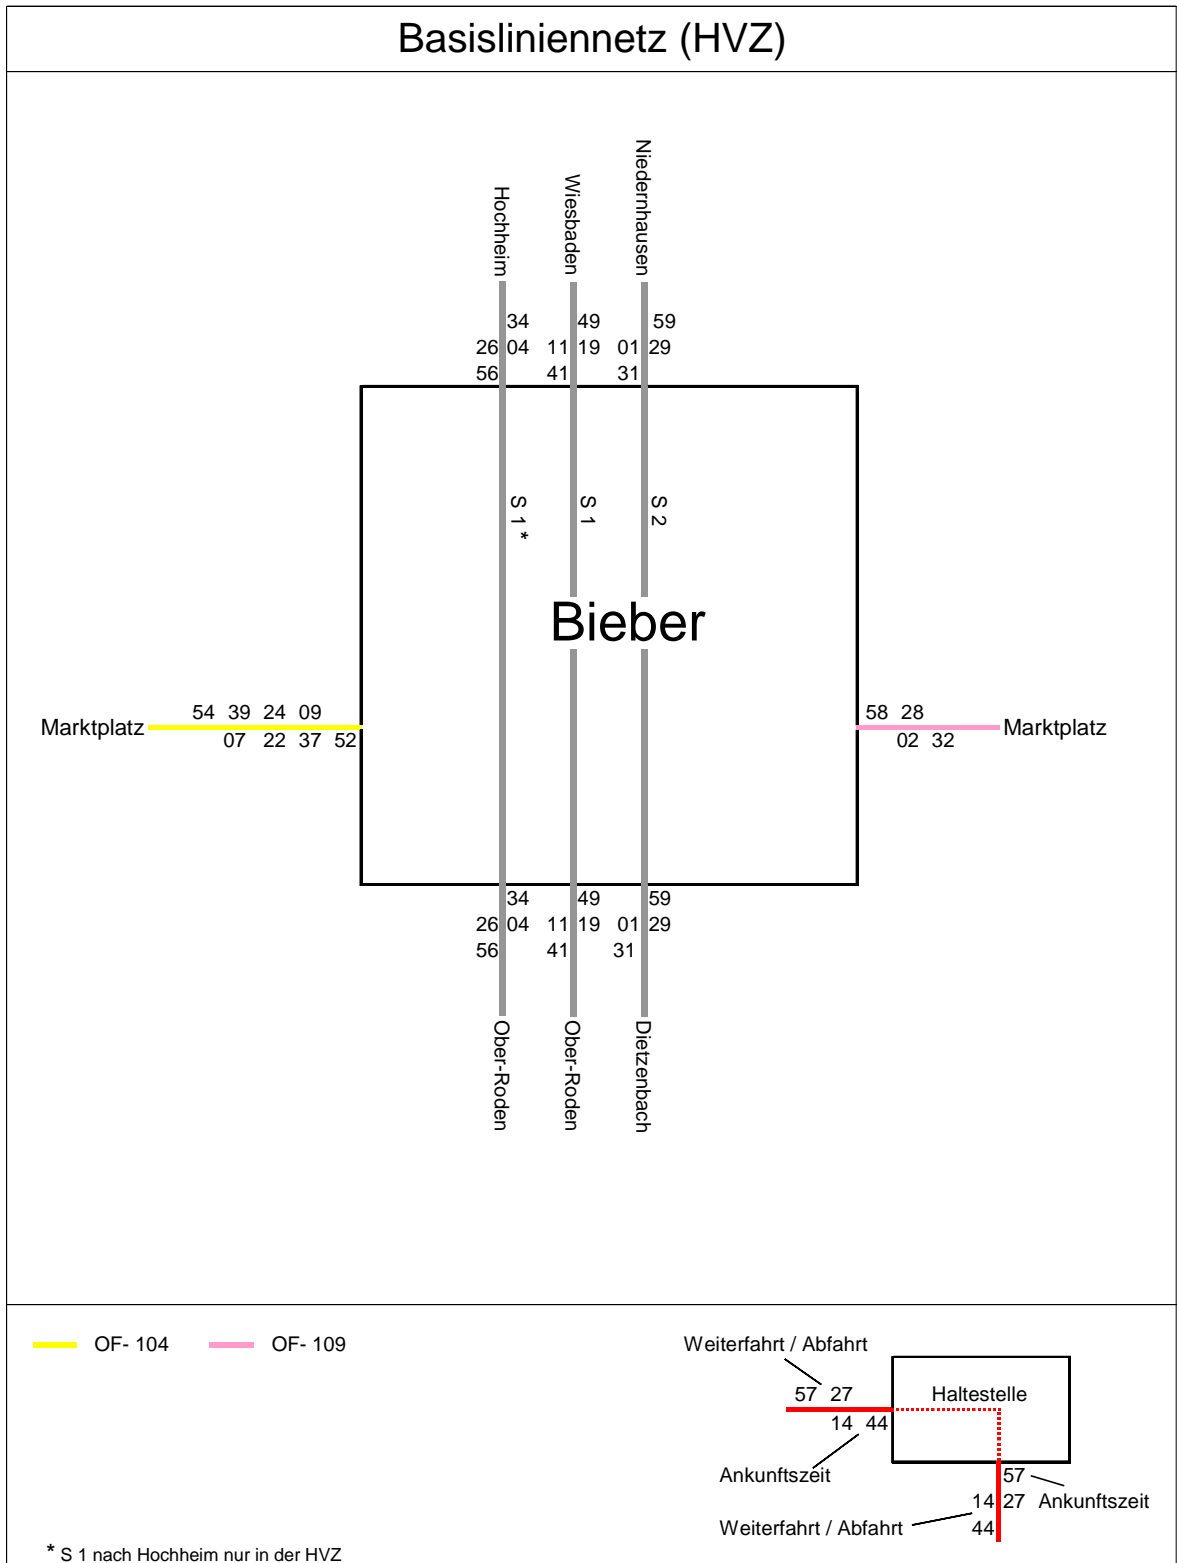 Basisliniennetz (HVZ)
Niedernhausen
Wiesbaden
Hochheim
34 49 59
26 04 11 19 01 29
56 41 31
S 1 *
S 1
S 2
Bieber
54 39 24 09
58 28
Marktplatz
Marktplatz
07 22 37 52
02 32
34 49 59
26 04 11 19 01 29
56 41 31
Ober-Roden
Ober-Roden
Dietzenbach
OF- 104
OF- 109
Weiterfahrt / Abfahrt
57 27
Haltestelle
14 44
Ankunftszeit
57
14 27 Ankunftszeit
Weiterfahrt / Abfahrt
44
* S 1 nach Hochheim nur in der HVZ